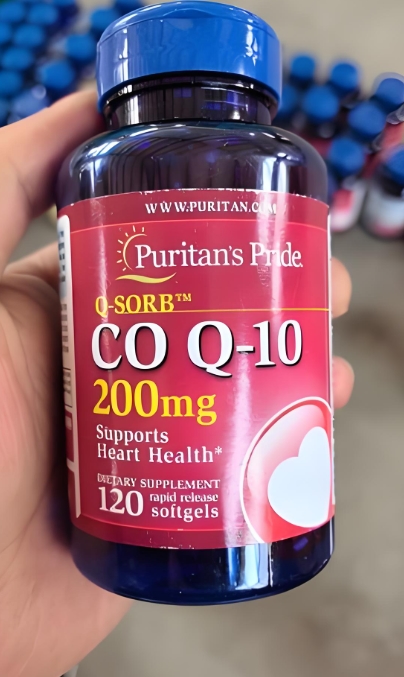 WWW.PURITAN.COM
Puritan's Pride
Q-SORB™
CO Q-10
200mg
Supports
Heart Health*
DIETARY SUPPLEMENT
120 rapid release
softgels